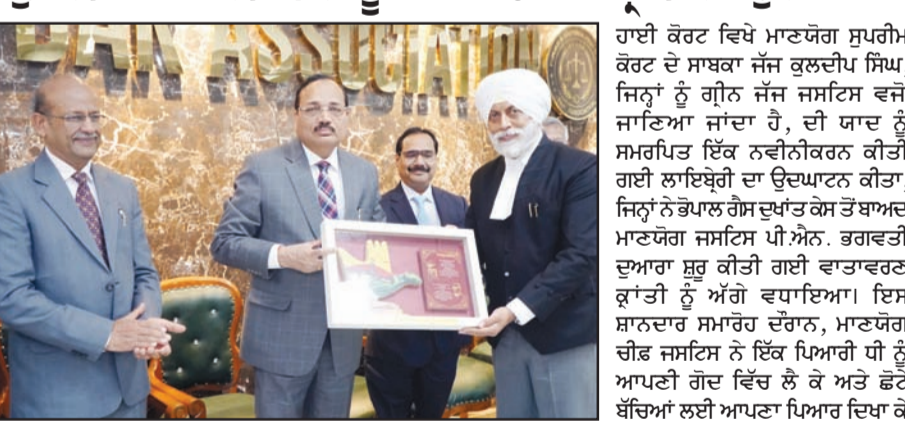 BAR ASSOCIATION
ਹਾਈ ਕੋਰਟ ਵਿਖੇ ਮਾਣਯੋਗ ਸੁਪਰੀਮ
ਕੋਰਟ ਦੇ ਸਾਬਕਾ ਜੱਜ ਕੁਲਦੀਪ ਸਿੰਘ,
ਜਿਨ੍ਹਾਂ ਨੂੰ ਗ੍ਰੀਨ ਜੱਜ ਜਸਟਿਸ ਵਜੋਂ
ਜਾਣਿਆ ਜਾਂਦਾ ਹੈ, ਦੀ ਯਾਦ ਨੂੰ
ਸਮਰਪਿਤ ਇੱਕ ਨਵੀਨੀਕਰਨ ਕੀਤੀ
ਗਈ ਲਾਇਬ੍ਰੇਰੀ ਦਾ ਉਦਘਾਟਨ ਕੀਤਾ,
ਜਿਨ੍ਹਾਂ ਨੇ ਭੋਪਾਲ ਗੈਸ ਦੁਖਾਂਤ ਕੇਸ ਤੋਂ ਬਾਅਦ
ਮਾਣਯੋਗ ਜਸਟਿਸ ਪੀ.ਐਨ. ਭਗਵਤੀ
ਦੁਆਰਾ ਸ਼ੁਰੂ ਕੀਤੀ ਗਈ ਵਾਤਾਵਰਣ
ਕ੍ਰਾਂਤੀ ਨੂੰ ਅੱਗੇ ਵਧਾਇਆ। ਇਸ
ਸ਼ਾਨਦਾਰ ਸਮਾਰੋਹ ਦੌਰਾਨ, ਮਾਣਯੋਗ
ਚੀਫ਼ ਜਸਟਿਸ ਨੇ ਇੱਕ ਪਿਆਰੀ ਧੀ ਨੂੰ
ਆਪਣੀ ਗੋਦ ਵਿੱਚ ਲੈ ਕੇ ਅਤੇ ਛੋਟੇ
ਬੱਚਿਆਂ ਲਈ ਆਪਣਾ ਪਿਆਰ ਦਿਖਾ ਕੇ